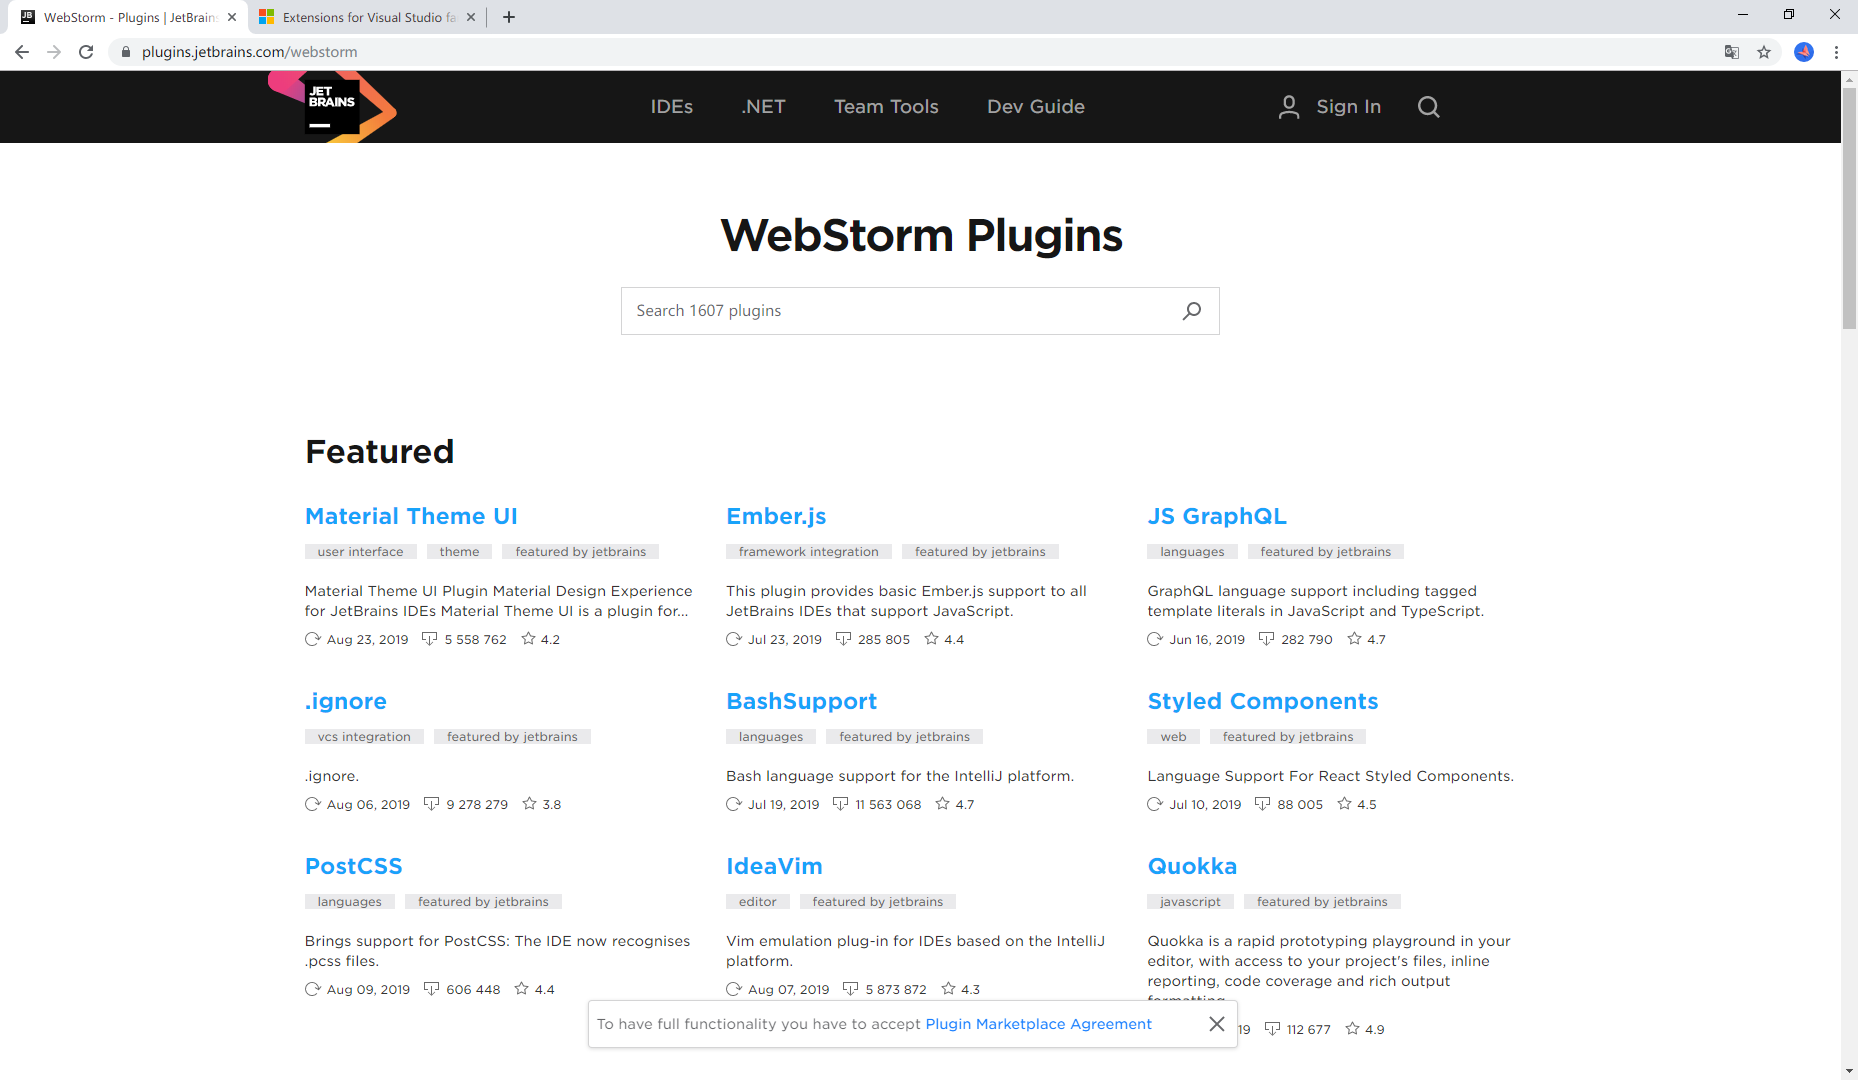 WebStorm - Plugins | JetBrains
Extensions for Visual Studio fa
plugins.jetbrains.com/webstorm
JET
BRAINS
IDEs
.NET
Team Tools
Dev Guide
Sign In
WebStorm Plugins
Search 1607 plugins
Featured
Material Theme UI
user interface theme featured by jetbrains
Material Theme UI Plugin Material Design Experience
for JetBrains IDEs Material Theme UI is a plugin for...
Aug 23, 2019 5 558 762 4.2
Ember.js
framework integration featured by jetbrains
This plugin provides basic Ember.js support to all
JetBrains IDEs that support JavaScript.
Jul 23, 2019 285 805 4.4
JS GraphQL
languages featured by jetbrains
GraphQL language support including tagged
template literals in JavaScript and TypeScript.
Jun 16, 2019 282 790 4.7
.ignore
vcs integration featured by jetbrains
.ignore.
Aug 06, 2019 9 278 279 3.8
BashSupport
languages featured by jetbrains
Bash language support for the IntelliJ platform.
Jul 19, 2019 11 563 068 4.7
Styled Components
web featured by jetbrains
Language Support For React Styled Components.
Jul 10, 2019 88 005 4.5
PostCSS
languages featured by jetbrains
Brings support for PostCSS: The IDE now recognises
.pcss files.
Aug 09, 2019 606 448 4.4
IdeaVim
editor featured by jetbrains
Vim emulation plug-in for IDEs based on the IntelliJ
platform.
Aug 07, 2019 5 873 872 4.3
Quokka
javascript featured by jetbrains
Quokka is a rapid prototyping playground in your
editor, with access to your project's files, inline
reporting, code coverage and rich output
19 112 677 4.9
To have full functionality you have to accept Plugin Marketplace Agreement